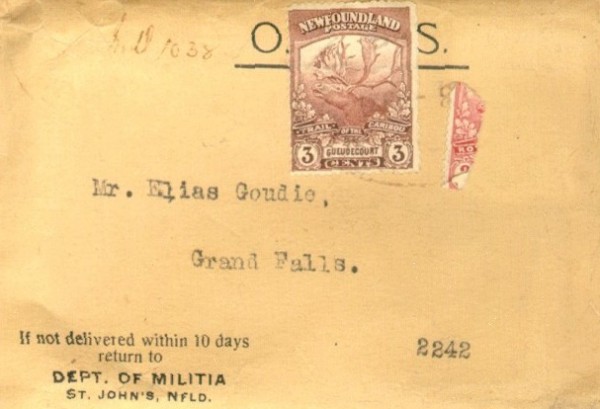 1038
O. S.
NEWFOUNDLAND
POSTAGE
TRAIL OF THE CARIBOU
GUEUDECOURT
3 CENTS 3
Mr. Elias Goudie,
Grand Falls.
If not delivered within 10 days
return to
DEPT. OF MILITIA
ST. JOHN'S, NFLD.
2242